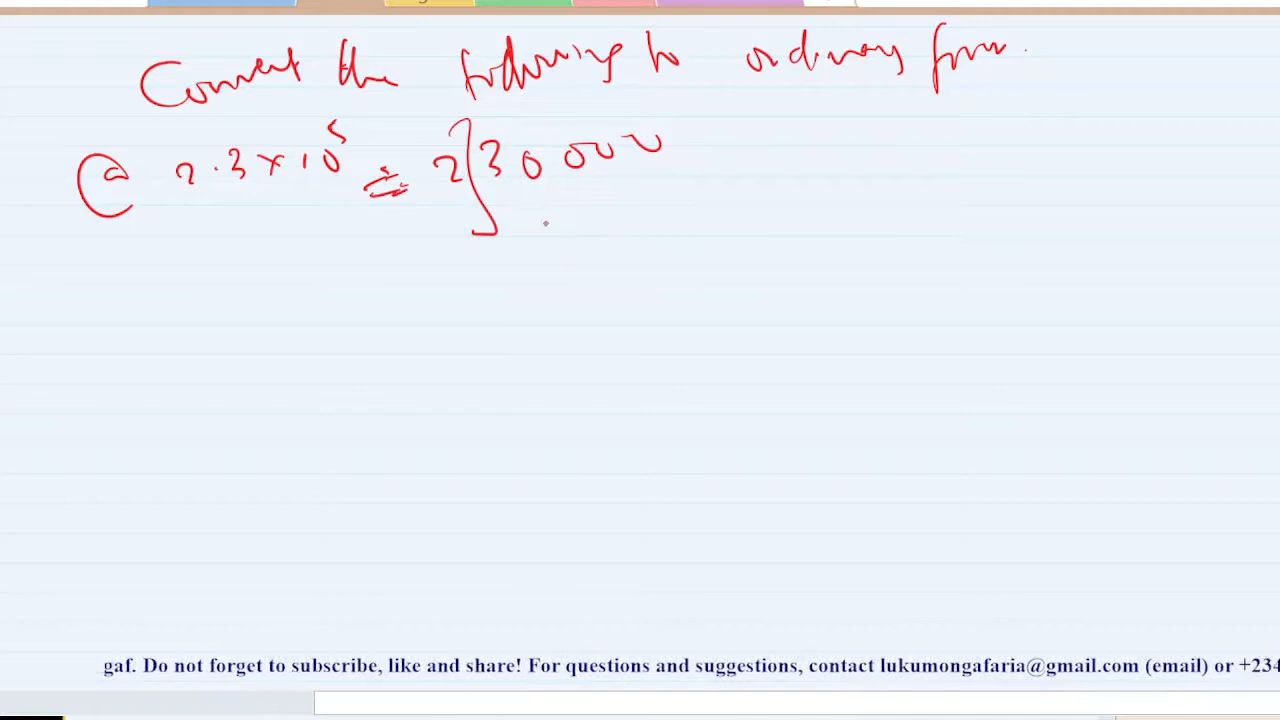 Convert the following to ordinary form.
(a) 2.3 × 10⁵ = 230000
gaf. Do not forget to subscribe, like and share! For questions and suggestions, contact lukumongafaria@gmail.com (email) or +234